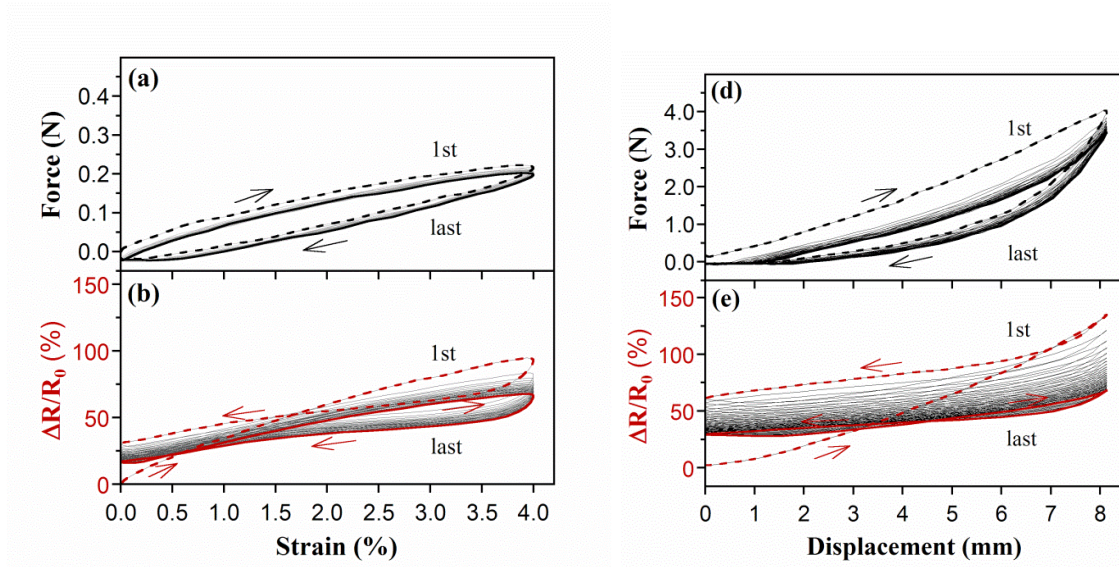 (a)
Force (N)
0.4
0.3
0.2
0.1
0.0
1st
last
(b)
ΔR/R₀ (%)
150
100
50
0
1st
last
0.0 0.5 1.0 1.5 2.0 2.5 3.0 3.5 4.0
Strain (%)
(d)
Force (N)
4.0
3.0
2.0
1.0
0.0
1st
last
(e)
ΔR/R₀ (%)
150
100
50
0
1st
last
0 1 2 3 4 5 6 7 8
Displacement (mm)